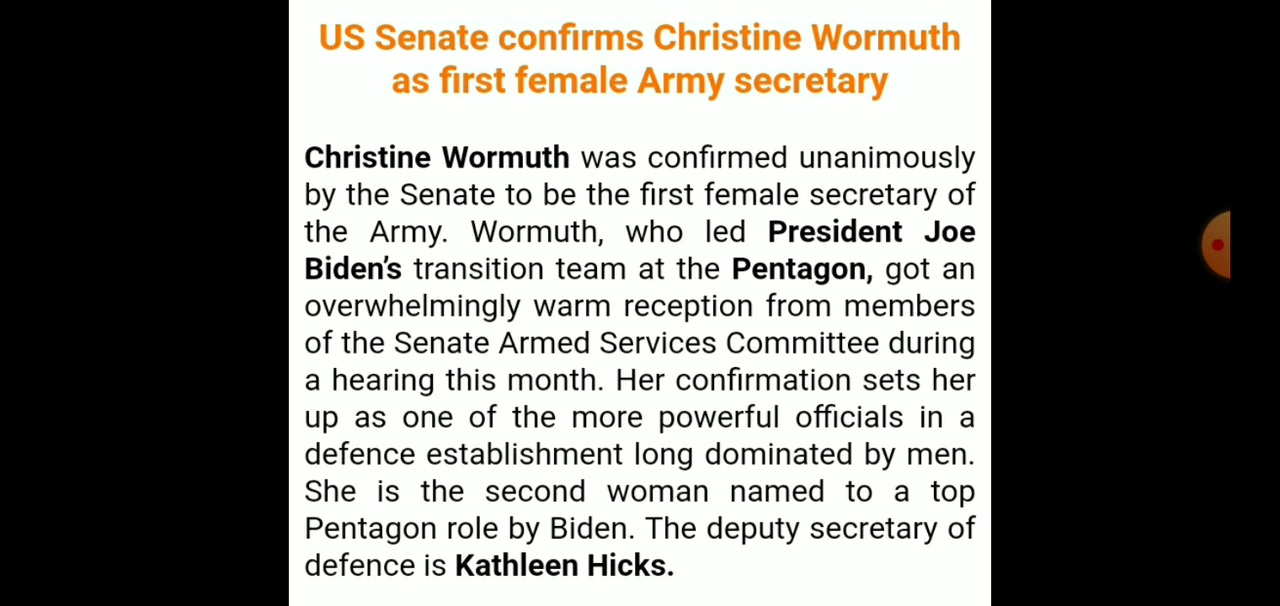 US Senate confirms Christine Wormuth
as first female Army secretary
Christine Wormuth was confirmed unanimously
by the Senate to be the first female secretary of
the Army. Wormuth, who led President Joe
Biden's transition team at the Pentagon, got an
overwhelmingly warm reception from members
of the Senate Armed Services Committee during
a hearing this month. Her confirmation sets her
up as one of the more powerful officials in a
defence establishment long dominated by men.
She is the second woman named to a top
Pentagon role by Biden. The deputy secretary of
defence is Kathleen Hicks.